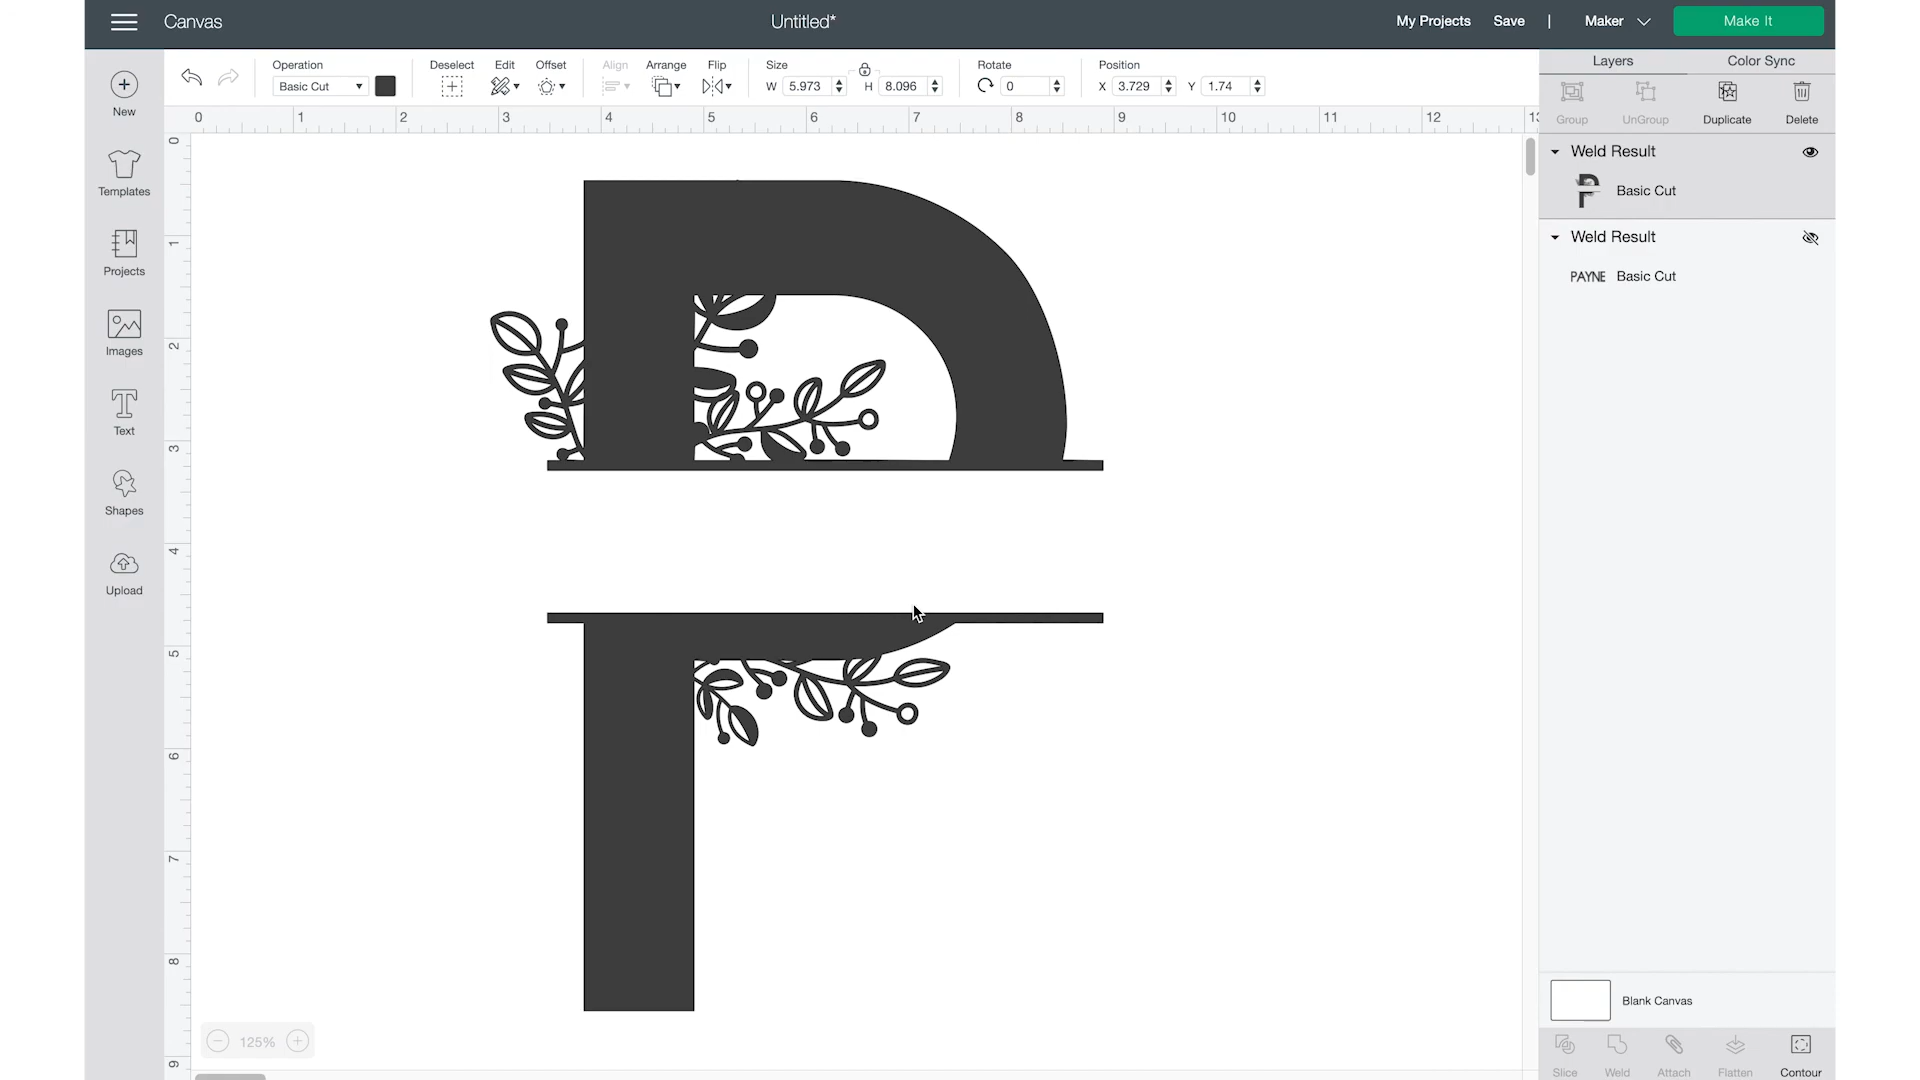 Canvas
Untitled*
My Projects
Save
|
Maker
Make It
Operation
Basic Cut
Deselect
Edit
Offset
Align
Arrange
Flip
Size
W 5.973
H 8.096
Rotate
0
Position
X 3.729
Y 1.74
Layers
Color Sync
Group
UnGroup
Duplicate
Delete
New
Templates
Projects
Images
Text
Shapes
Upload
0 1 2 3 4 5 6 7 8 9 10 11 12 13
0
1
2
3
4
5
6
7
8
9
P
Weld Result
P Basic Cut
Weld Result
PAYNE Basic Cut
125%
Blank Canvas
Slice
Weld
Attach
Flatten
Contour